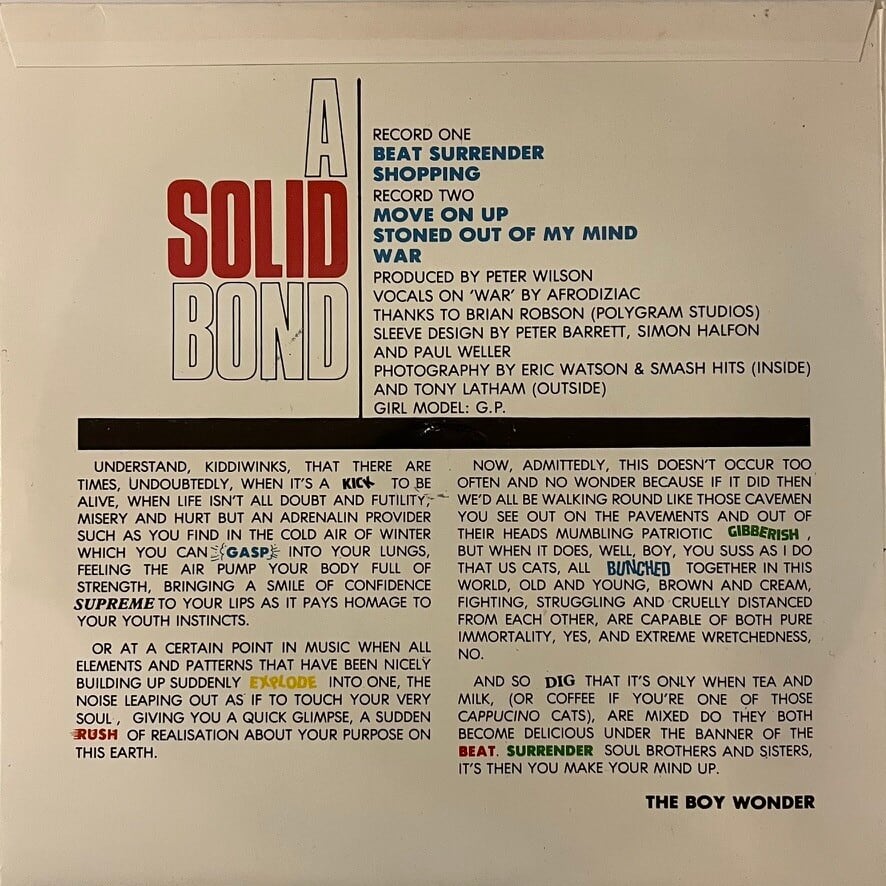 A
SOLID
BOND
RECORD ONE
BEAT SURRENDER
SHOPPING
RECORD TWO
MOVE ON UP
STONED OUT OF MY MIND
WAR
PRODUCED BY PETER WILSON
VOCALS ON 'WAR' BY AFRODIZIAC
THANKS TO BRIAN ROBSON (POLYGRAM STUDIOS)
SLEEVE DESIGN BY PETER BARRETT, SIMON HALFON
AND PAUL WELLER
PHOTOGRAPHY BY ERIC WATSON & SMASH HITS (INSIDE)
AND TONY LATHAM (OUTSIDE)
GIRL MODEL: G.P.
UNDERSTAND, KIDDIWINKS, THAT THERE ARE
TIMES, UNDOUBTEDLY, WHEN IT'S A KICK TO BE
ALIVE, WHEN LIFE ISN'T ALL DOUBT AND FUTILITY,
MISERY AND HURT BUT AN ADRENALIN PROVIDER
SUCH AS YOU FIND IN THE COLD AIR OF WINTER
WHICH YOU CAN GASP INTO YOUR LUNGS,
FEELING THE AIR PUMP YOUR BODY FULL OF
STRENGTH, BRINGING A SMILE OF CONFIDENCE
SUPREME TO YOUR LIPS AS IT PAYS HOMAGE TO
YOUR YOUTH INSTINCTS.
OR AT A CERTAIN POINT IN MUSIC WHEN ALL
ELEMENTS AND PATTERNS THAT HAVE BEEN NICELY
BUILDING UP SUDDENLY EXPLODE INTO ONE, THE
NOISE LEAPING OUT AS IF TO TOUCH YOUR VERY
SOUL, GIVING YOU A QUICK GLIMPSE, A SUDDEN
RUSH OF REALISATION ABOUT YOUR PURPOSE ON
THIS EARTH.
NOW, ADMITTEDLY, THIS DOESN'T OCCUR TOO
OFTEN AND NO WONDER BECAUSE IF IT DID THEN
WE'D ALL BE WALKING ROUND LIKE THOSE CAVEMEN
YOU SEE OUT ON THE PAVEMENTS AND OUT OF
THEIR HEADS MUMBLING PATRIOTIC GIBBERISH,
BUT WHEN IT DOES, WELL, BOY, YOU SUSS AS I DO
THAT US CATS, ALL BUNCHED TOGETHER IN THIS
WORLD, OLD AND YOUNG, BROWN AND CREAM,
FIGHTING, STRUGGLING AND CRUELLY DISTANCED
FROM EACH OTHER, ARE CAPABLE OF BOTH PURE
IMMORTALITY, YES, AND EXTREME WRETCHEDNESS,
NO.
AND SO DIG THAT IT'S ONLY WHEN TEA AND
MILK, (OR COFFEE IF YOU'RE ONE OF THOSE
CAPPUCINO CATS), ARE MIXED DO THEY BOTH
BECOME DELICIOUS UNDER THE BANNER OF THE
BEAT. SURRENDER SOUL BROTHERS AND SISTERS,
IT'S THEN YOU MAKE YOUR MIND UP.
THE BOY WONDER